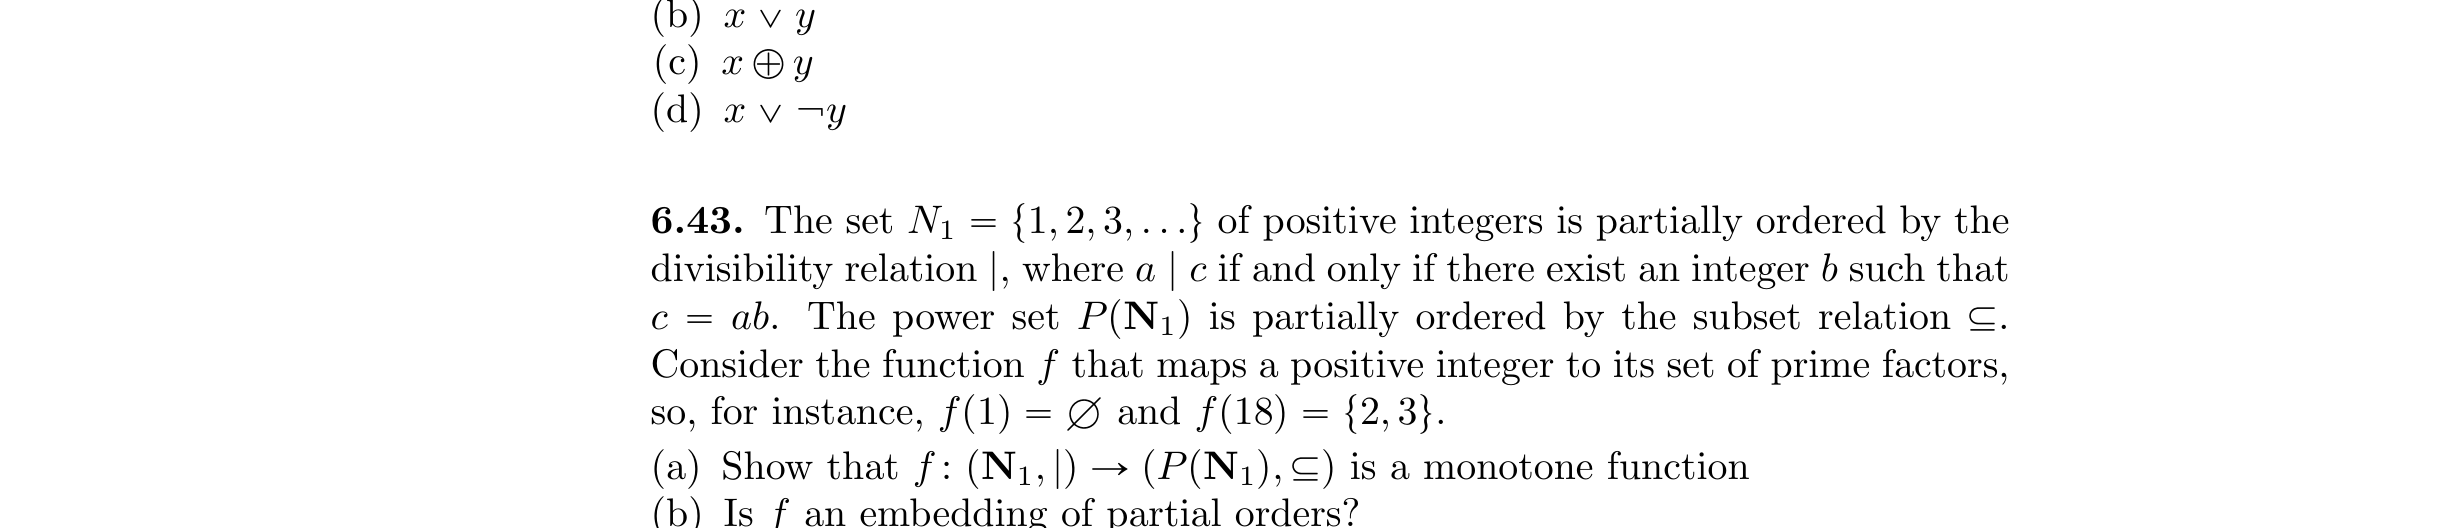 (b) x ∨ y
(c) x ⊕ y
(d) x ∨ ¬y
6.43. The set N₁ = {1, 2, 3, . . .} of positive integers is partially ordered by the
divisibility relation |, where a | c if and only if there exist an integer b such that
c = ab. The power set P(𝐍₁) is partially ordered by the subset relation ⊆.
Consider the function f that maps a positive integer to its set of prime factors,
so, for instance, f(1) = ∅ and f(18) = {2, 3}.
(a) Show that f : (𝐍₁, |) → (P(𝐍₁), ⊆) is a monotone function
(b) Is f an embedding of partial orders?